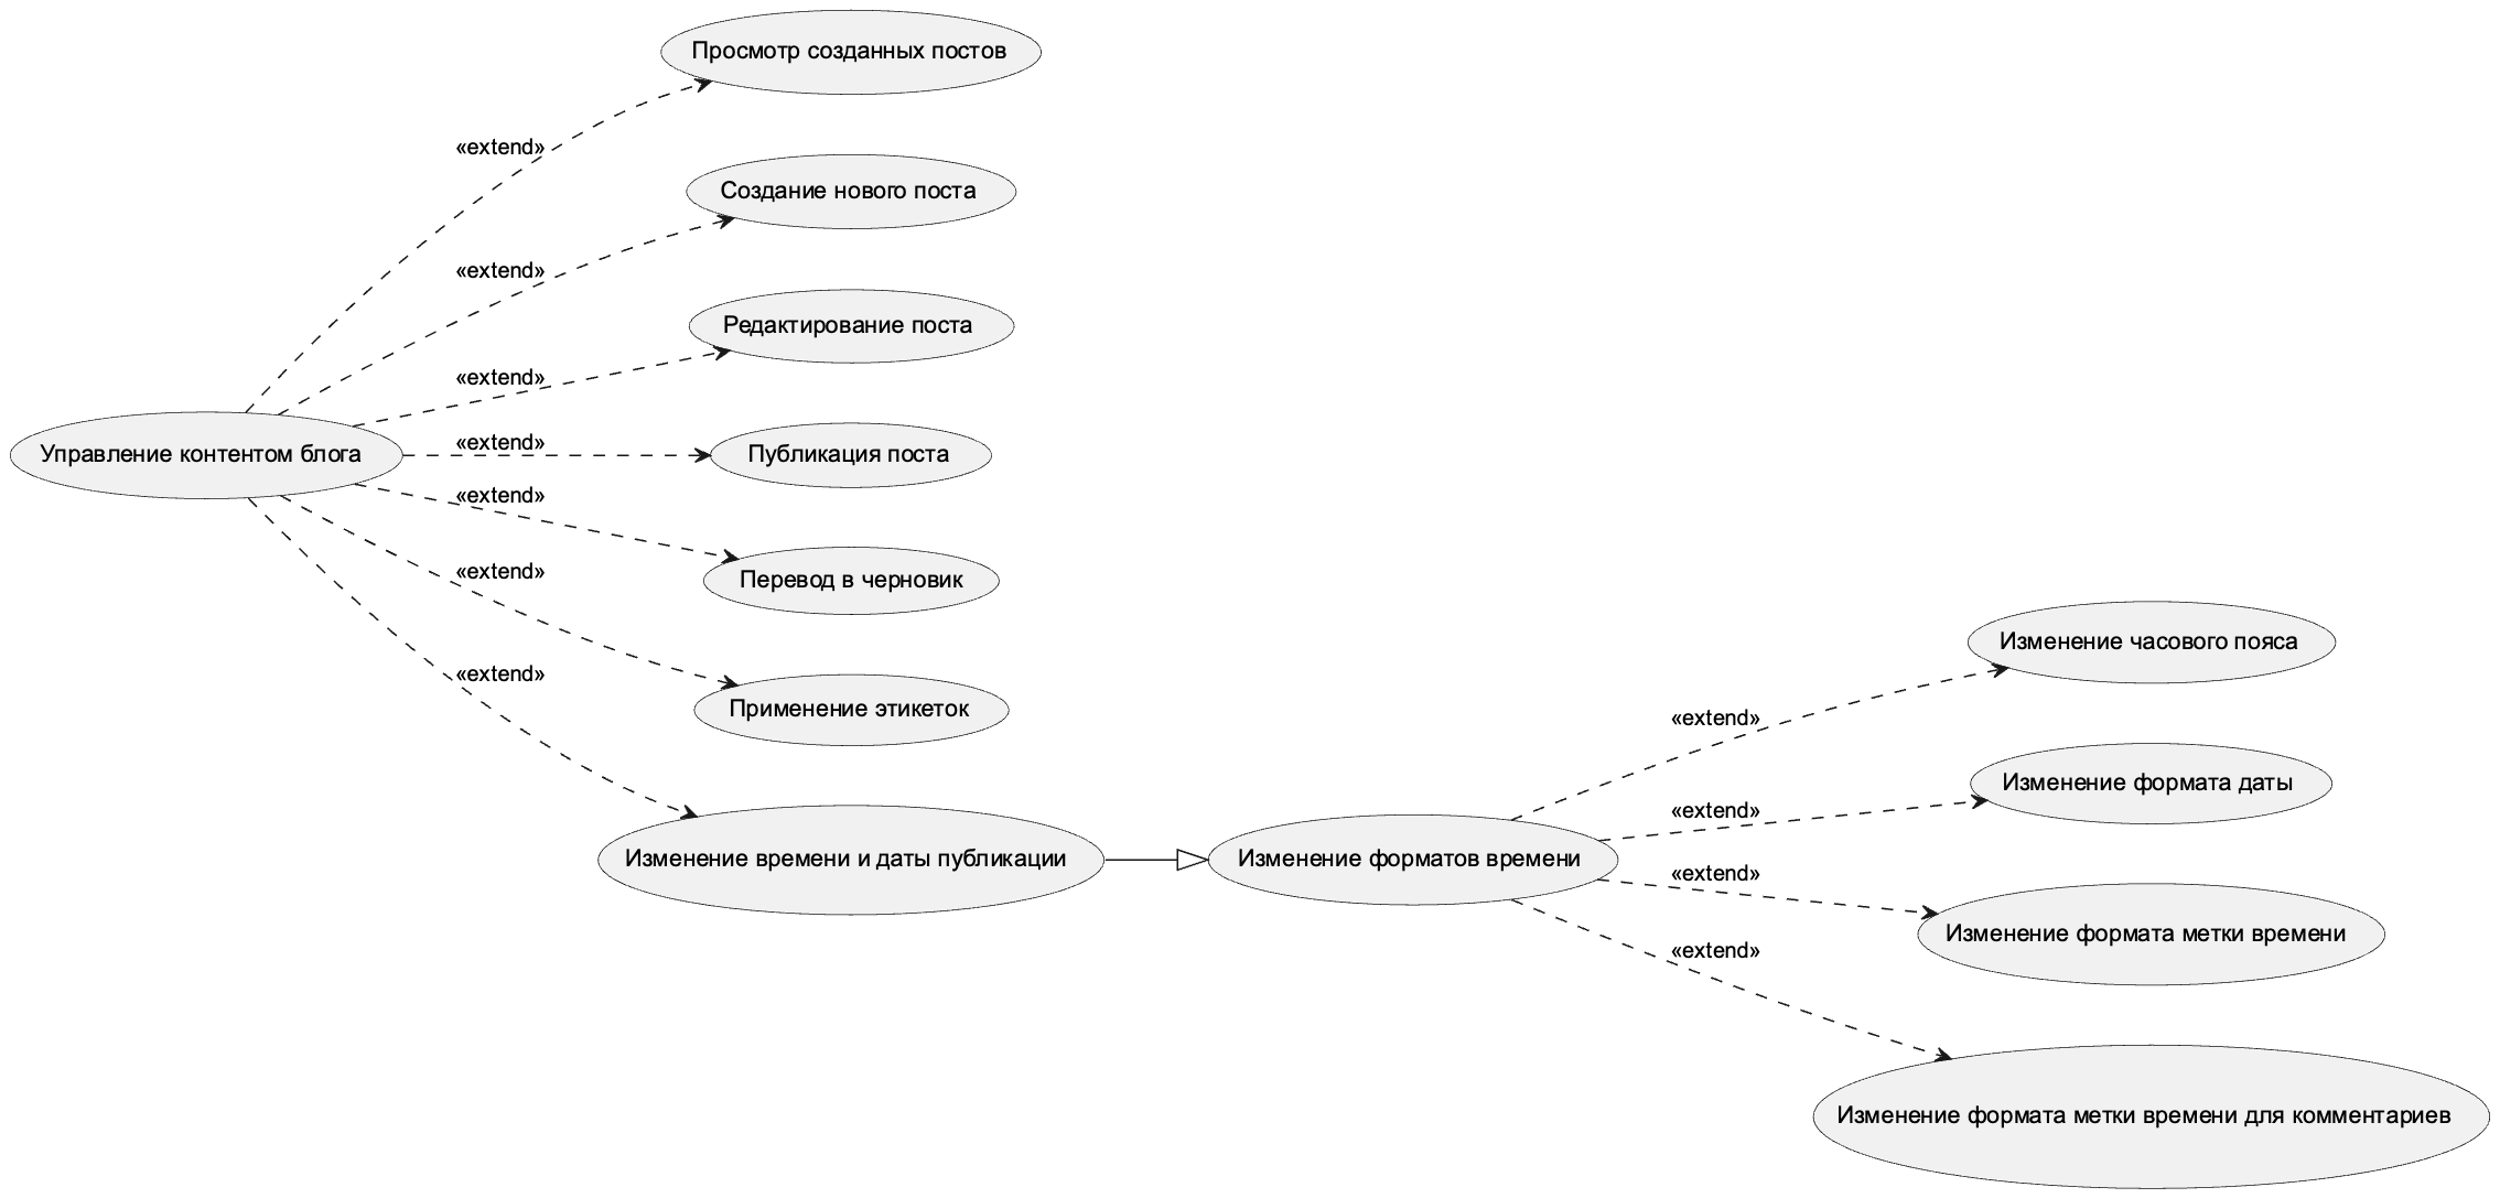 Просмотр созданных постов
«extend»
Создание нового поста
«extend»
Редактирование поста
«extend»
Управление контентом блога
«extend»
Публикация поста
«extend»
Перевод в черновик
«extend»
Применение этикеток
«extend»
Изменение времени и даты публикации
Изменение форматов времени
«extend»
Изменение часового пояса
«extend»
Изменение формата даты
«extend»
Изменение формата метки времени
«extend»
Изменение формата метки времени для комментариев